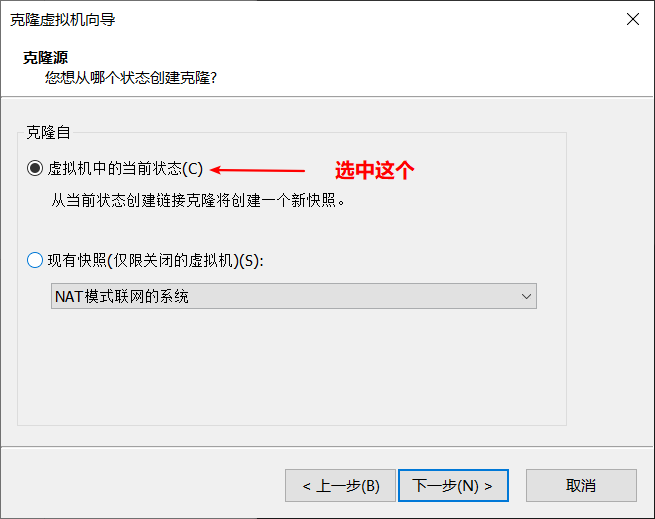 克隆虚拟机向导
克隆源
您想从哪个状态创建克隆?
克隆自
虚拟机中的当前状态(C)
选中这个
从当前状态创建链接克隆将创建一个新快照。
现有快照(仅限关闭的虚拟机)(S):
NAT模式联网的系统
< 上一步(B)
下一步(N) >
取消